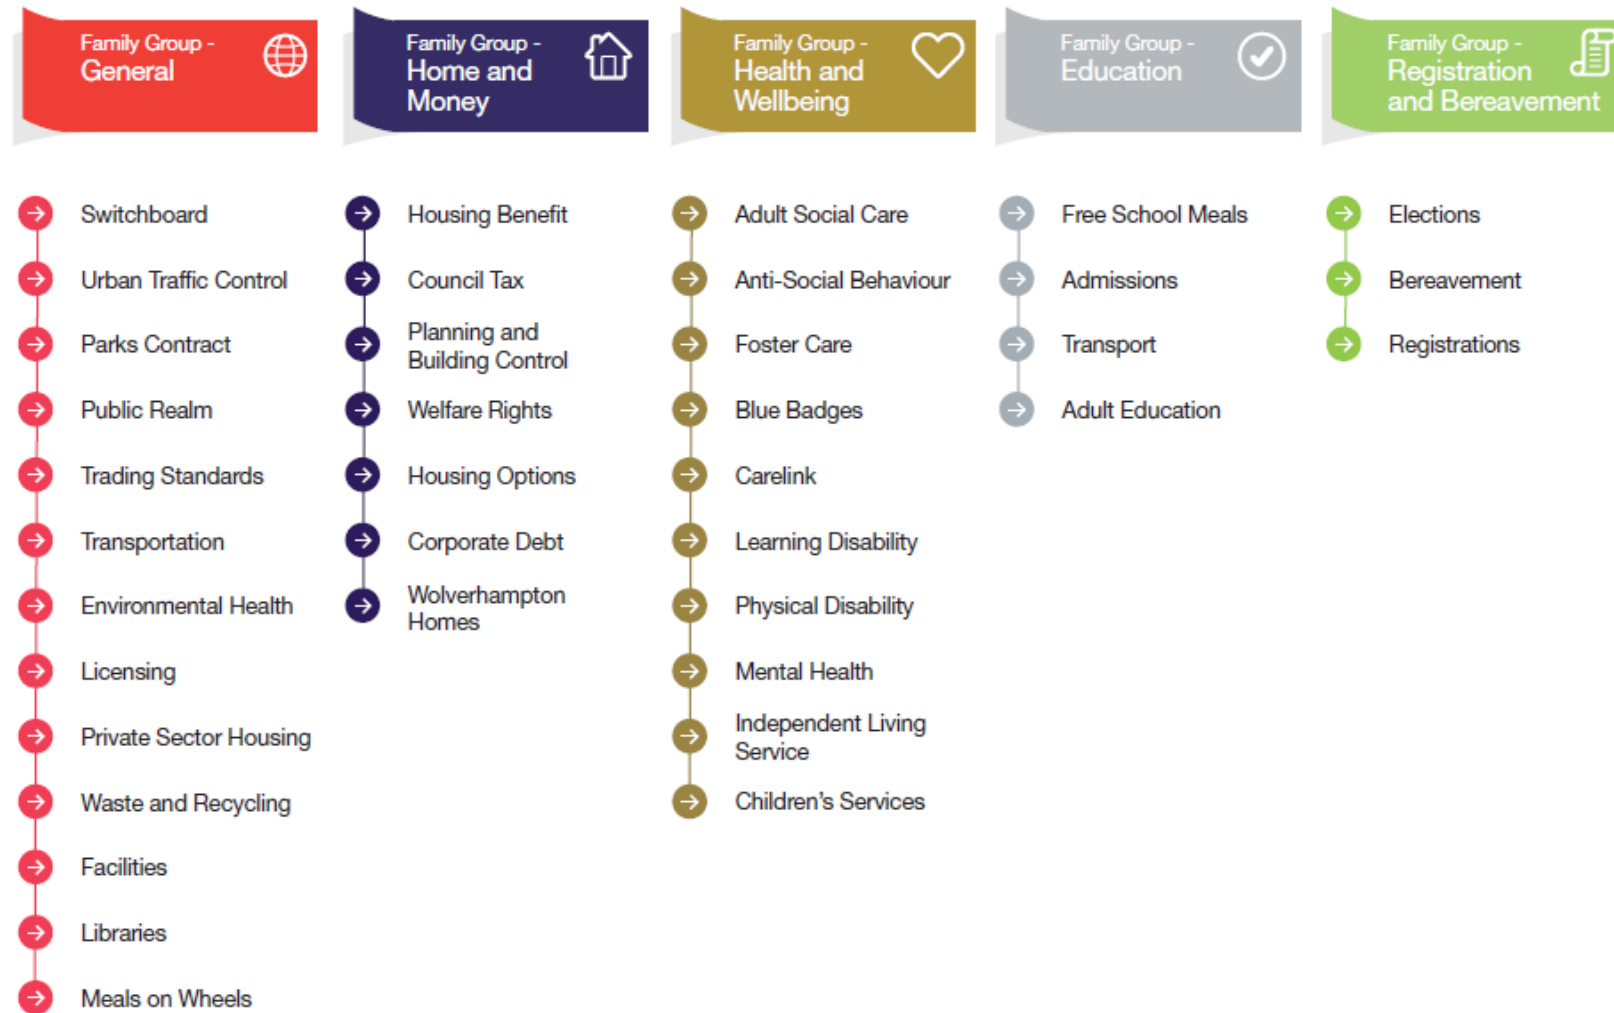 Family Group -
General
Family Group -
Home and
Money
Family Group -
Health and
Wellbeing
Family Group -
Education
Family Group -
Registration
and Bereavement
Switchboard
Urban Traffic Control
Parks Contract
Public Realm
Trading Standards
Transportation
Environmental Health
Licensing
Private Sector Housing
Waste and Recycling
Facilities
Libraries
Meals on Wheels
Housing Benefit
Council Tax
Planning and
Building Control
Welfare Rights
Housing Options
Corporate Debt
Wolverhampton
Homes
Adult Social Care
Anti-Social Behaviour
Foster Care
Blue Badges
Carelink
Learning Disability
Physical Disability
Mental Health
Independent Living
Service
Children's Services
Free School Meals
Admissions
Transport
Adult Education
Elections
Bereavement
Registrations